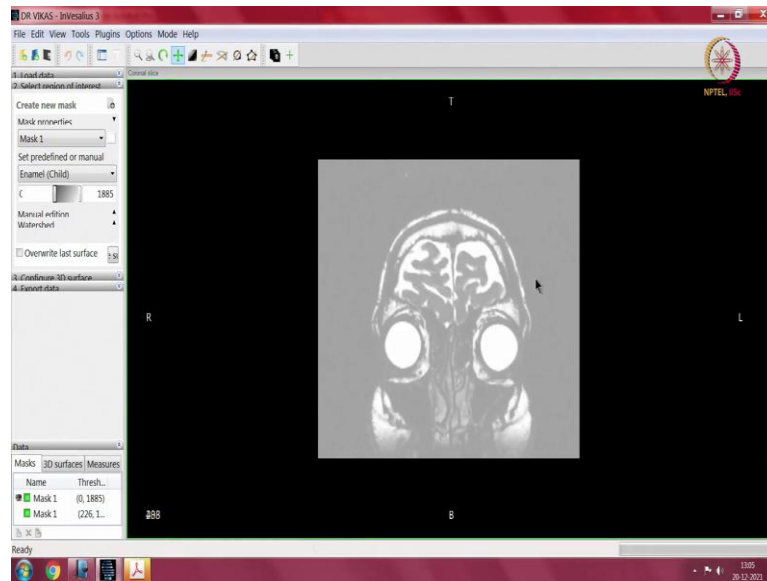 DR VIKAS - InVesalius 3
File Edit View Tools Plugins Options Mode Help
NPTEL, IISc
1. Load data
Coronal slice
2. Select region of interest
Create new mask
Mask properties
Mask 1
Set predefined or manual
Enamel (Child)
1885
Manual edition
Watershed
Overwrite last surface
3. Configure 3D surface
4. Export data
T
R
L
B
Data
Masks 3D surfaces Measures
Name Thresh...
Mask 1 (0, 1885)
Mask 1 (226, 1...
Ready
13:05
20-12-2021